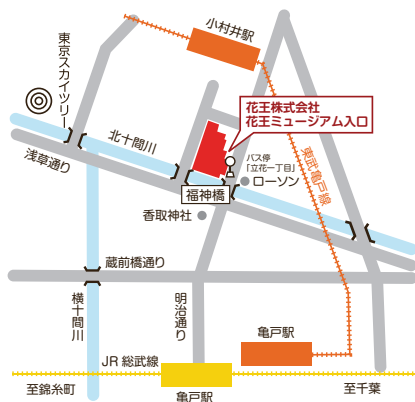 小村井駅
東京スカイツリー
花王株式会社
花王ミュージアム入口
北十間川
浅草通り
バス停
「立花一丁目」
ローソン
東武亀戸線
福神橋
香取神社
蔵前橋通り
横十間川
明治通り
亀戸駅
JR 総武線
至錦糸町
亀戸駅
至千葉